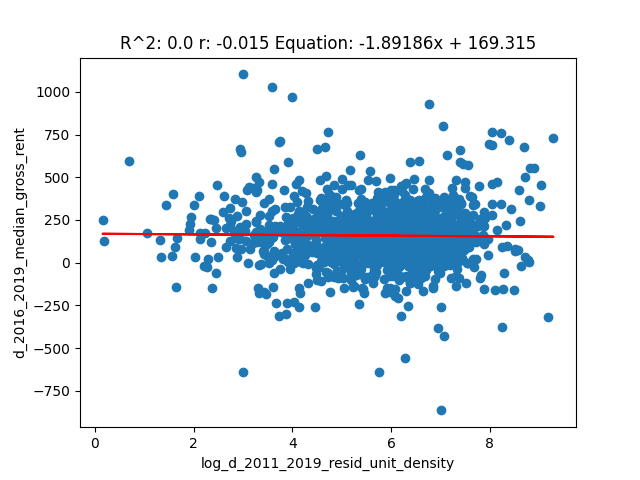 R^2: 0.0 r: -0.015 Equation: -1.89186x + 169.315
d_2016_2019_median_gross_rent
1000
750
500
250
0
−250
−500
−750
0 2 4 6 8
log_d_2011_2019_resid_unit_density